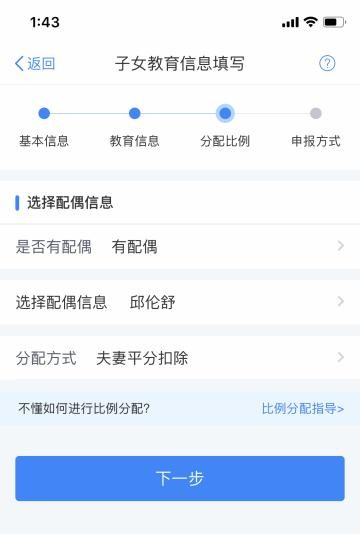 1:43
返回
子女教育信息填写
?
基本信息
教育信息
分配比例
申报方式
选择配偶信息
是否有配偶 有配偶
选择配偶信息 邱伦舒
分配方式 夫妻平分扣除
不懂如何进行比例分配? 比例分配指导>
下一步